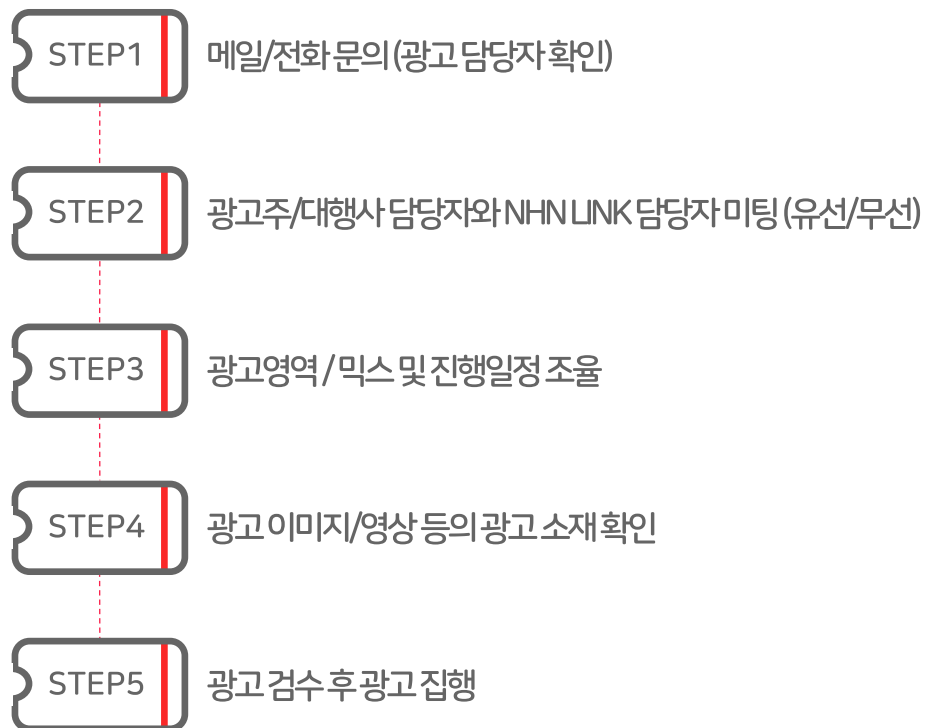 STEP1 메일/전화 문의 (광고 담당자 확인)
STEP2 광고주/대행사 담당자와 NHN LINK 담당자 미팅 (유선/무선)
STEP3 광고영역 / 믹스 및 진행일정 조율
STEP4 광고 이미지/영상 등의 광고 소재 확인
STEP5 광고 검수 후 광고 집행